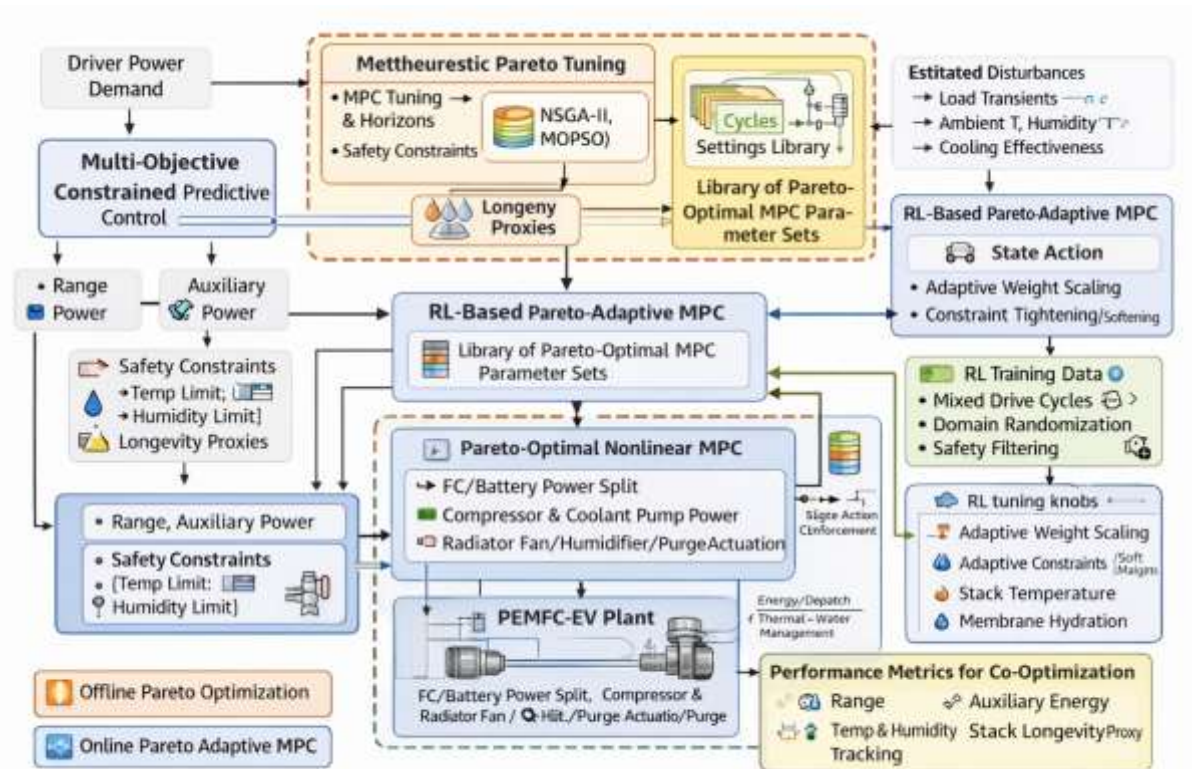 Driver Power
Demand
Mettheurestic Pareto Tuning
• MPC Tuning
& Horizons
• Safety Constraints
NSGA-II,
MOPSO)
Cycles
Settings Library
Library of Pareto-
Optimal MPC Para-
meter Sets
Longeny
Proxies
Estitated Disturbances
→ Load Transients
→ Ambient T, Humidity
→ Cooling Effectiveness
Multi-Objective
Constrained Predictive
Control
• Range
Power
Auxiliary
Power
Safety Constraints
→Temp Limit;
→Humidity Limit]
Longevity Proxies
RL-Based Pareto-Adaptive MPC
State Action
• Adaptive Weight Scaling
• Constraint Tightening/Softening
RL-Based Pareto-Adaptive MPC
Library of Pareto-Optimal MPC
Parameter Sets
RL Training Data
• Mixed Drive Cycles
• Domain Randomization
• Safety Filtering
Pareto-Optimal Nonlinear MPC
FC/Battery Power Split
Compressor & Coolant Pump Power
Radiator Fan/Humidifier/PurgeActuation
Action
• Range, Auxiliary Power
• Safety Constraints
• [Temp Limit:
Humidity Limit]
RL tuning knobs
Adaptive Weight Scaling
Adaptive Constraints
Stack Temperature
Membrane Hydration
PEMFC-EV Plant
FC/Battery Power Split, Compressor &
Radiator Fan / Purge Actuatio/Purge
Energy/Depatch
Thermal-Water
Management
Performance Metrics for Co-Optimization
Range
Auxiliary Energy
Temp & Humidity
Tracking
Stack Longevity Proxy
Offline Pareto Optimization
Online Pareto Adaptive MPC